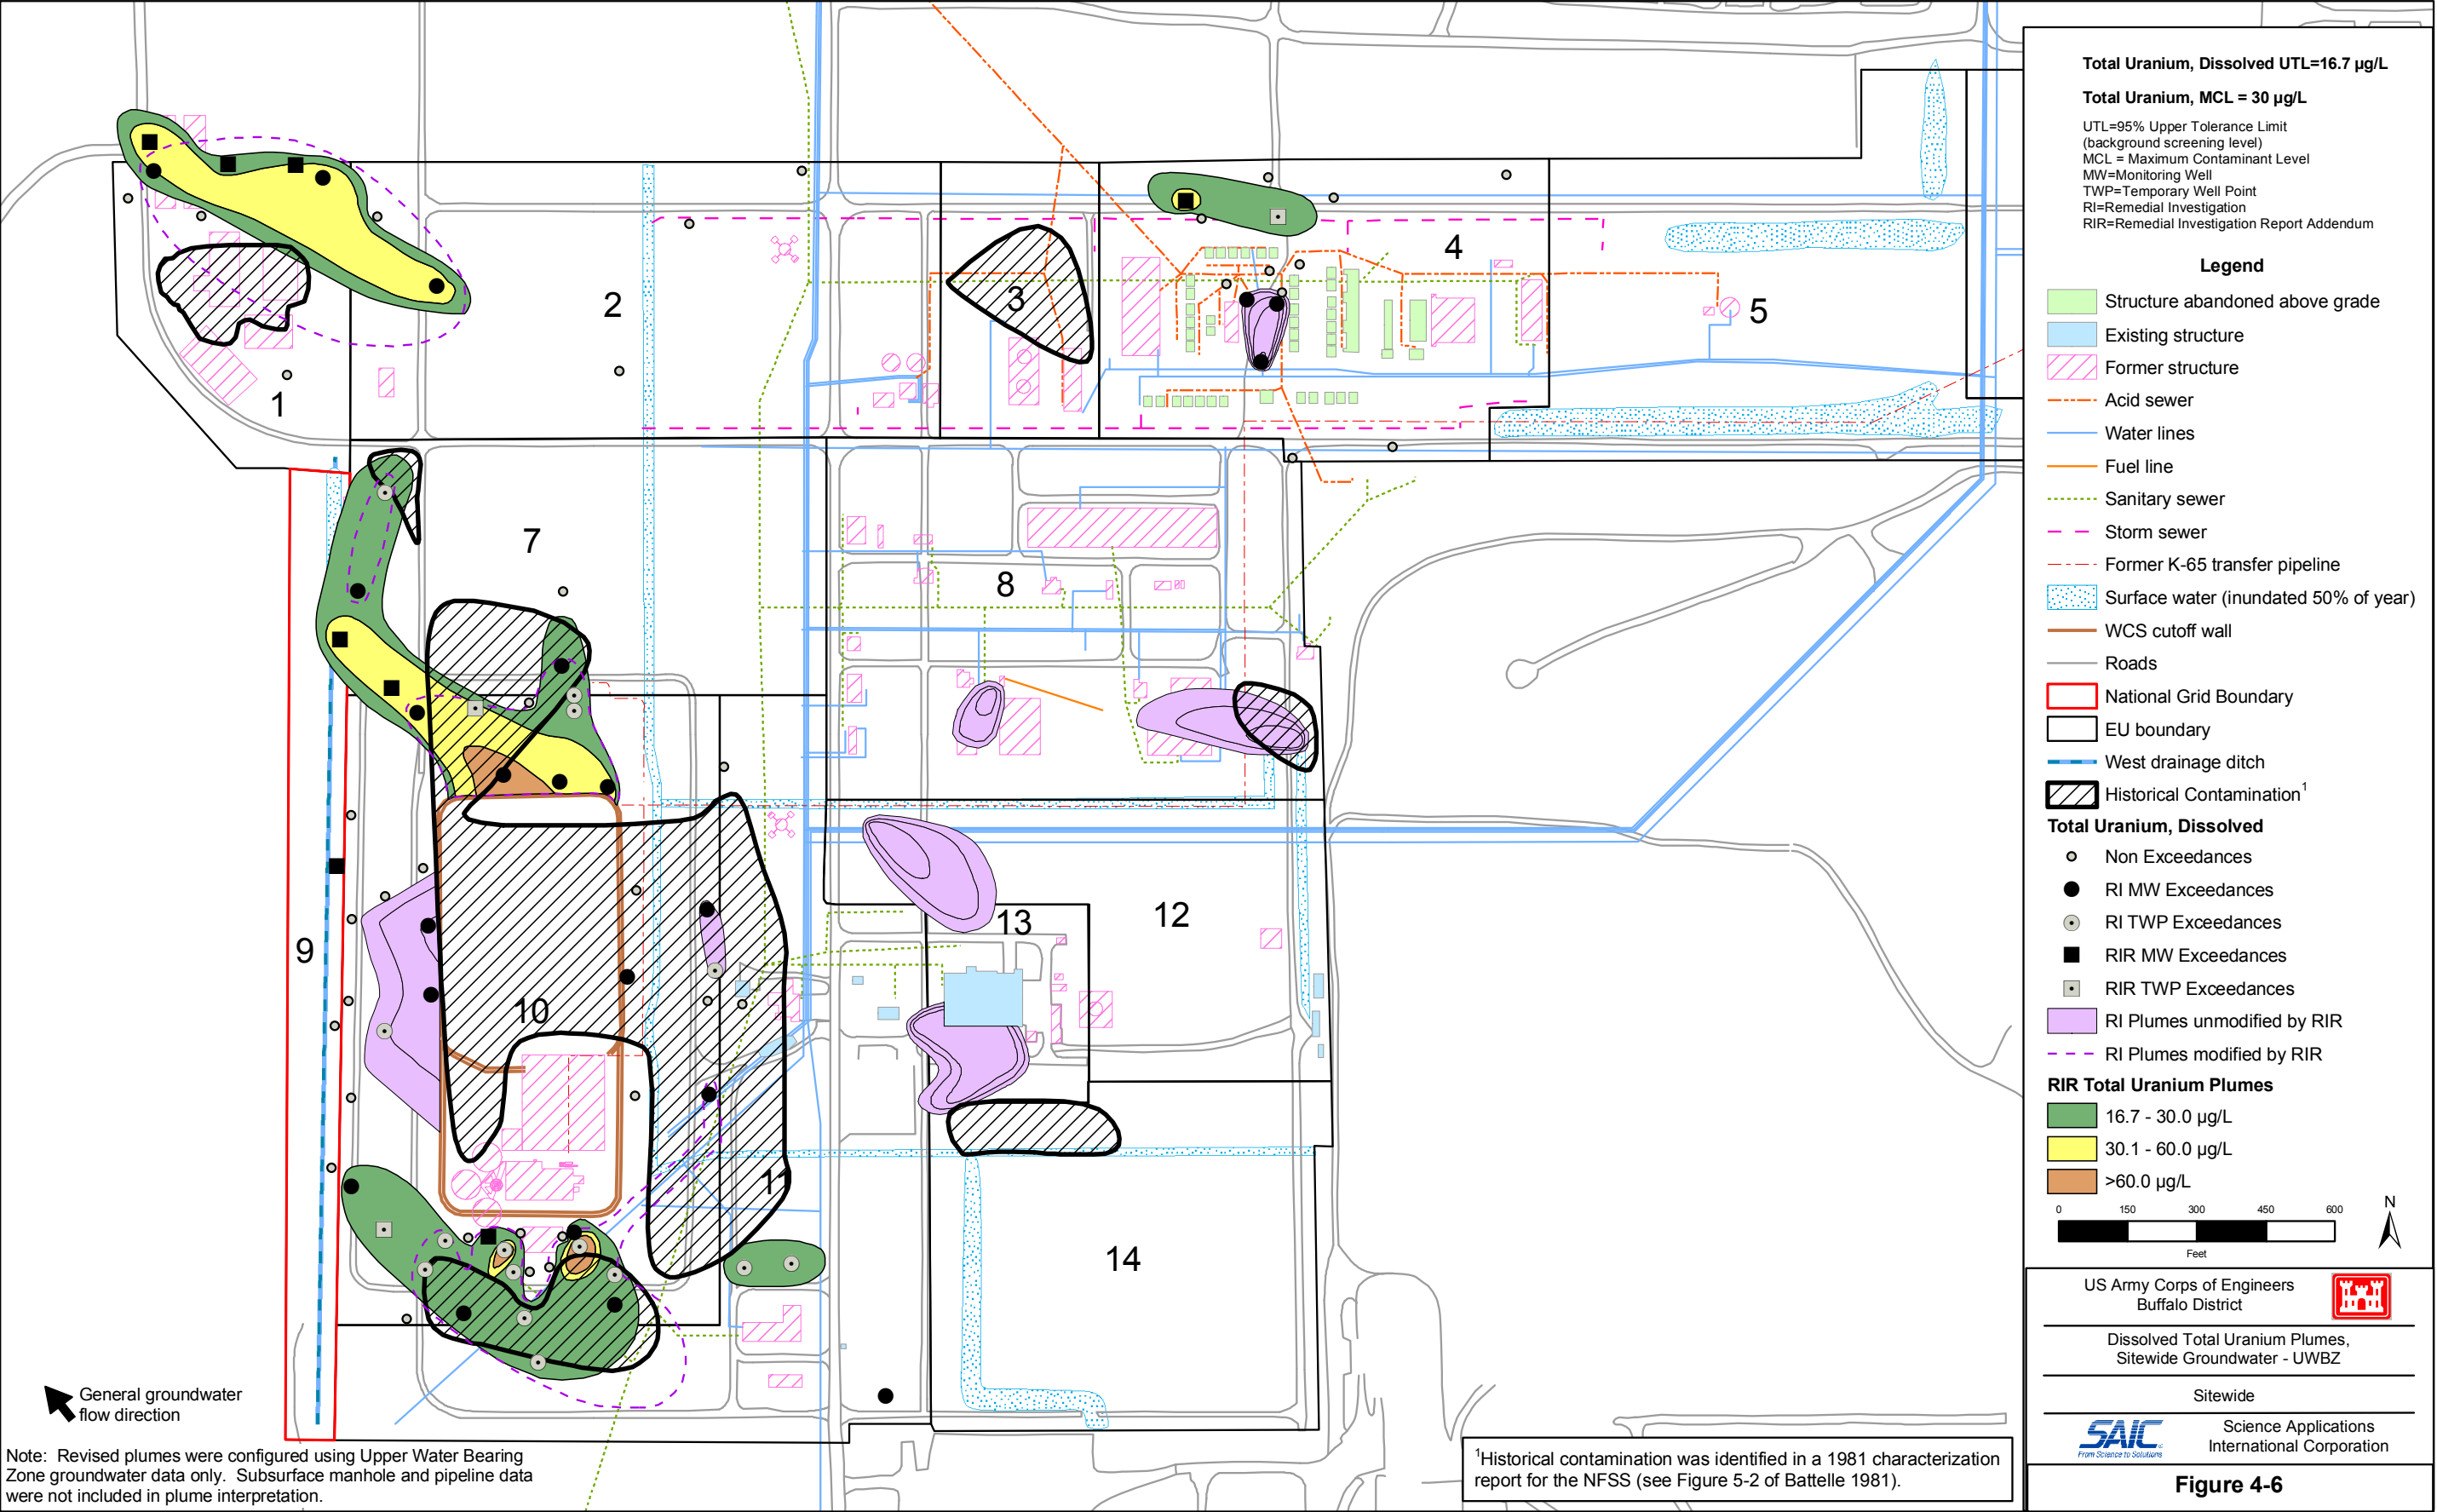 Total Uranium, Dissolved UTL=16.7 µg/L
Total Uranium, MCL = 30 µg/L
UTL=95% Upper Tolerance Limit
(background screening level)
MCL = Maximum Contaminant Level
MW=Monitoring Well
TWP=Temporary Well Point
RI=Remedial Investigation
RIR=Remedial Investigation Report Addendum
Legend
Structure abandoned above grade
Existing structure
Former structure
Acid sewer
Water lines
Fuel line
Sanitary sewer
Storm sewer
Former K-65 transfer pipeline
Surface water (inundated 50% of year)
WCS cutoff wall
Roads
National Grid Boundary
EU boundary
West drainage ditch
Historical Contamination¹
Total Uranium, Dissolved
Non Exceedances
RI MW Exceedances
RI TWP Exceedances
RIR MW Exceedances
RIR TWP Exceedances
RI Plumes unmodified by RIR
RI Plumes modified by RIR
RIR Total Uranium Plumes
16.7 - 30.0 µg/L
30.1 - 60.0 µg/L
>60.0 µg/L
0 150 300 450 600
Feet
N
US Army Corps of Engineers
Buffalo District
Dissolved Total Uranium Plumes,
Sitewide Groundwater - UWBZ
Sitewide
SAIC
From Science to Solutions
Science Applications
International Corporation
Figure 4-6
1
2
3
4
5
7
8
9
10
11
12
13
14
General groundwater
flow direction
Note: Revised plumes were configured using Upper Water Bearing
Zone groundwater data only. Subsurface manhole and pipeline data
were not included in plume interpretation.
¹Historical contamination was identified in a 1981 characterization
report for the NFSS (see Figure 5-2 of Battelle 1981).